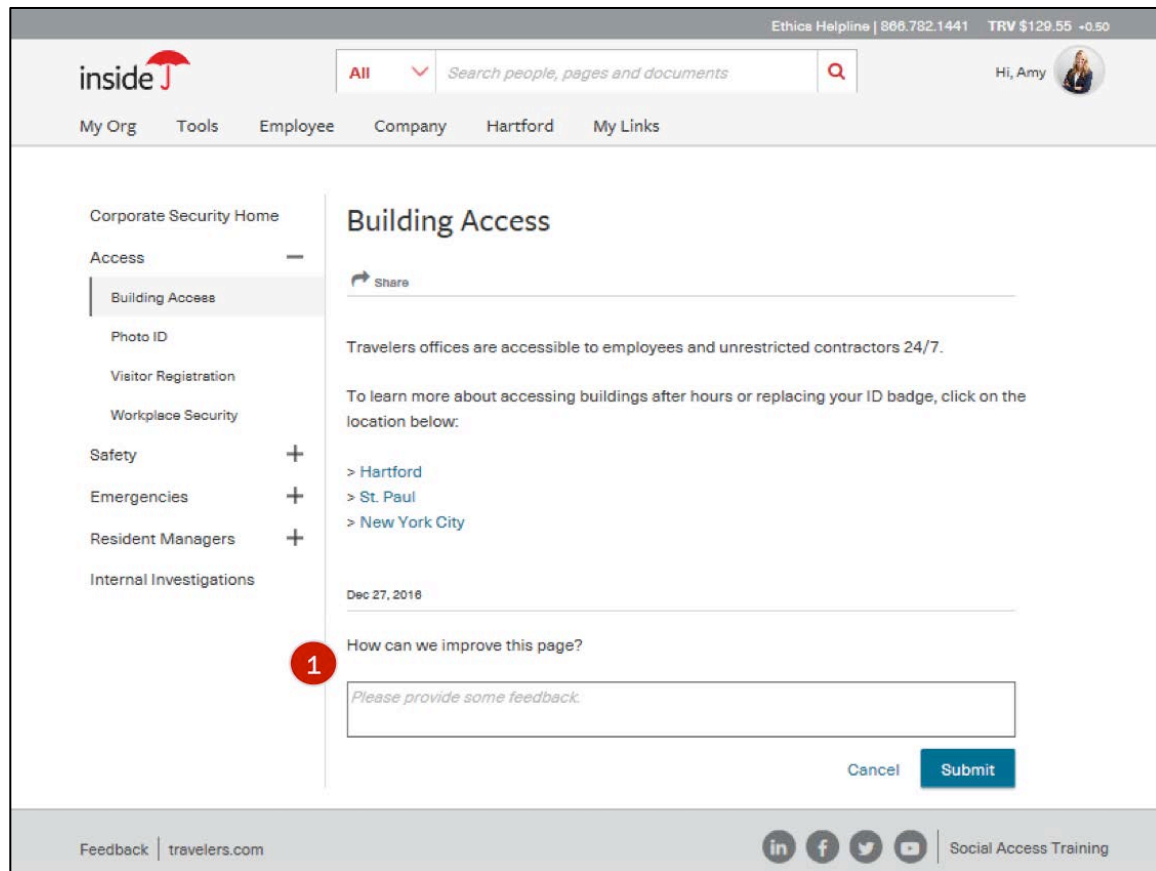 Ethics Helpline | 866.782.1441 TRV $129.55 +0.50
inside
All Search people, pages and documents
Hi, Amy
My Org Tools Employee Company Hartford My Links
Corporate Security Home
Access
Building Access
Photo ID
Visitor Registration
Workplace Security
Safety
Emergencies
Resident Managers
Internal Investigations
Building Access
Share
Travelers offices are accessible to employees and unrestricted contractors 24/7.
To learn more about accessing buildings after hours or replacing your ID badge, click on the
location below:
> Hartford
> St. Paul
> New York City
Dec 27, 2016
1
How can we improve this page?
Please provide some feedback.
Cancel Submit
Feedback | travelers.com
in f Social Access Training